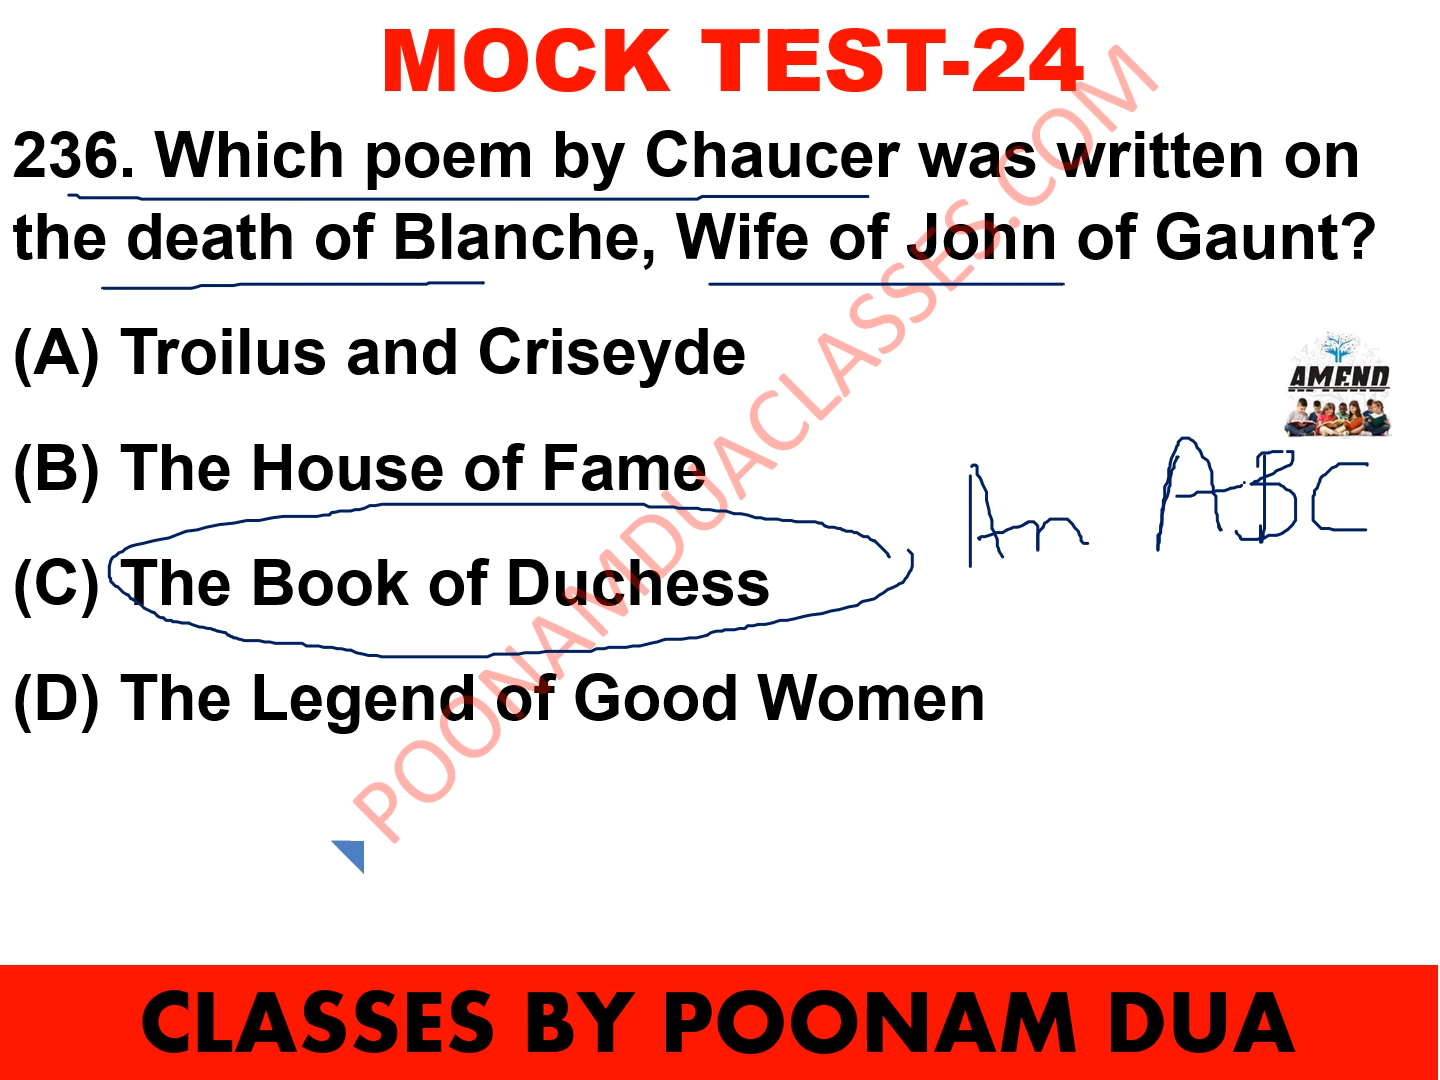 MOCK TEST-24
236. Which poem by Chaucer was written on
the death of Blanche, Wife of John of Gaunt?
(A) Troilus and Criseyde
(B) The House of Fame
(C) The Book of Duchess
(D) The Legend of Good Women
AMEND
An ABC
POONAMDUACLASSES.COM
CLASSES BY POONAM DUA